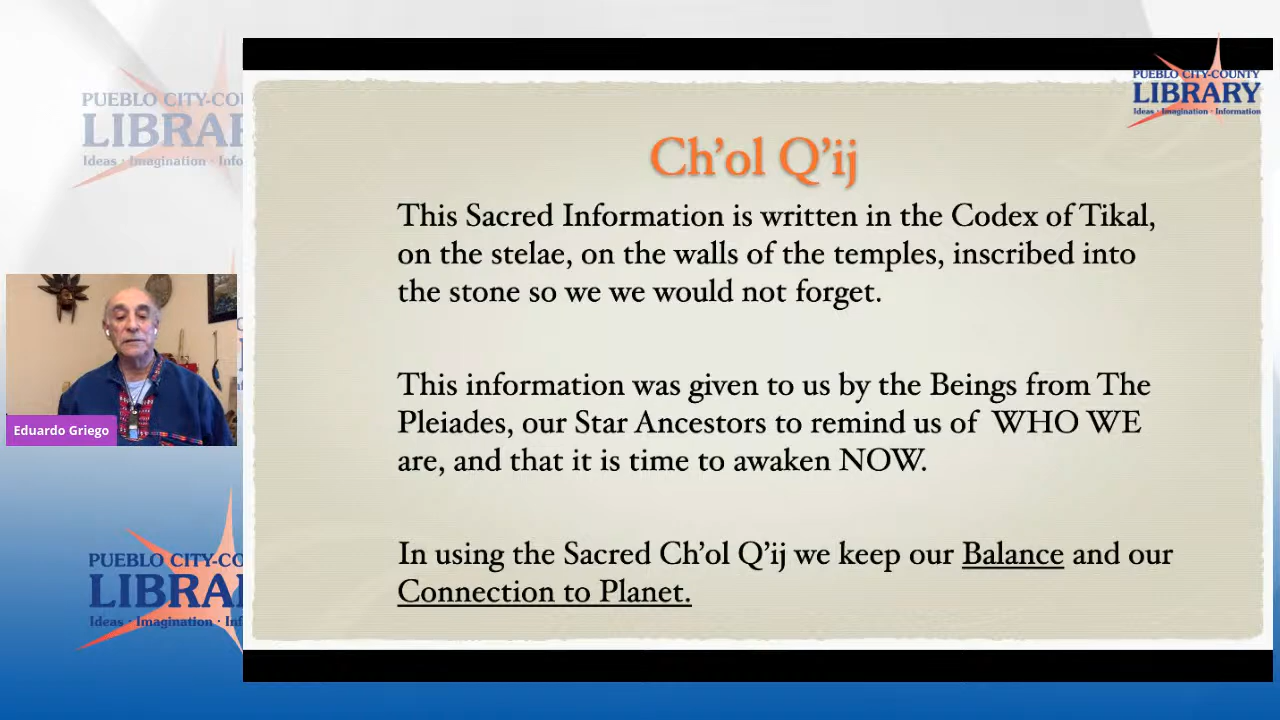 PUEBLO CITY-COU
LIBRAR
Ideas · Imagination · Info
PUEBLO CITY-COUNTY
LIBRARY
Ideas · Imagination · Information
Ch’ol Q’ij
This Sacred Information is written in the Codex of Tikal,
on the stelae, on the walls of the temples, inscribed into
the stone so we we would not forget.
This information was given to us by the Beings from The
Pleiades, our Star Ancestors to remind us of WHO WE
are, and that it is time to awaken NOW.
In using the Sacred Ch’ol Q’ij we keep our Balance and our
Connection to Planet.
Eduardo Griego
PUEBLO CITY-CO
LIBRAR
Ideas · Imagination · Inf